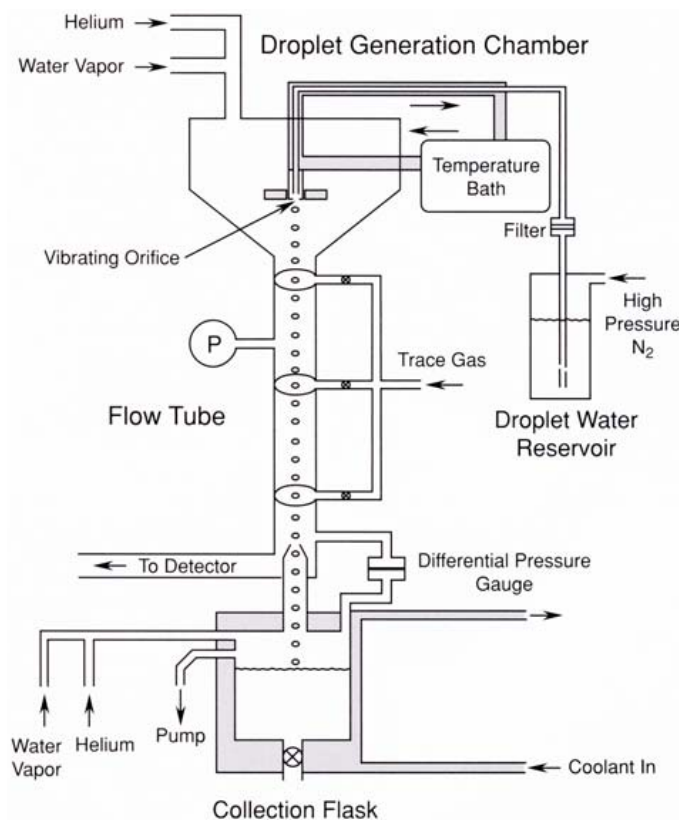 Helium
Droplet Generation Chamber
Water Vapor
Temperature
Bath
Filter
Vibrating Orifice
High
Pressure
N2
P
Trace Gas
Flow Tube
Droplet Water
Reservoir
To Detector
Differential Pressure
Gauge
Water
Vapor
Helium
Pump
Coolant In
Collection Flask